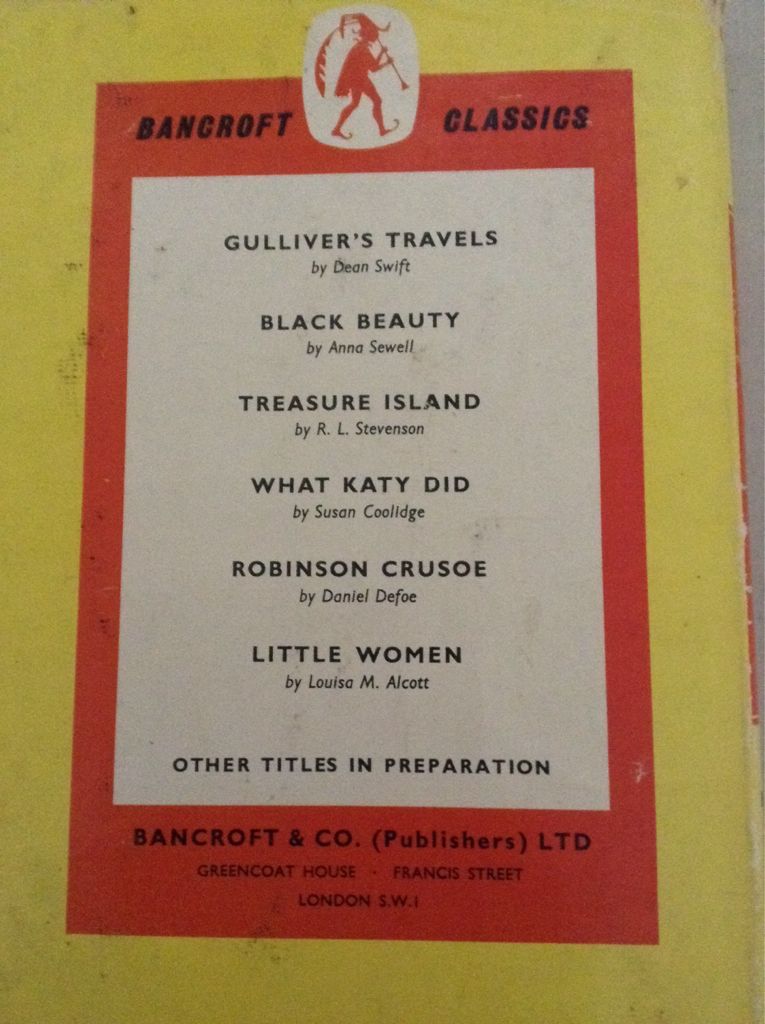 BANCROFT CLASSICS
GULLIVER'S TRAVELS
by Dean Swift
BLACK BEAUTY
by Anna Sewell
TREASURE ISLAND
by R. L. Stevenson
WHAT KATY DID
by Susan Coolidge
ROBINSON CRUSOE
by Daniel Defoe
LITTLE WOMEN
by Louisa M. Alcott
OTHER TITLES IN PREPARATION
BANCROFT & CO. (Publishers) LTD
GREENCOAT HOUSE · FRANCIS STREET
LONDON S.W.1